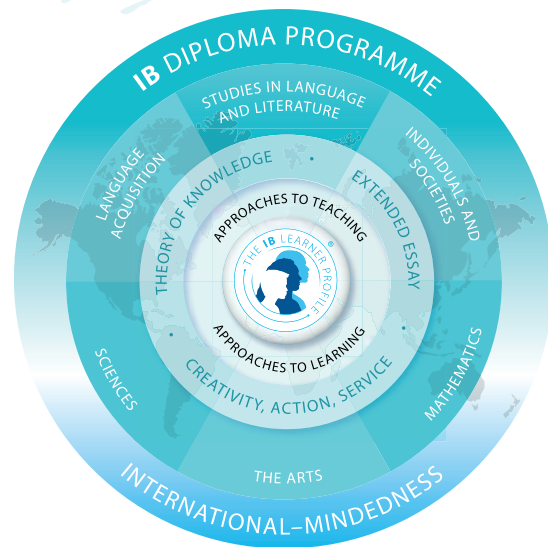 IB DIPLOMA PROGRAMME
STUDIES IN LANGUAGE
AND LITERATURE
LANGUAGE
ACQUISITION
INDIVIDUALS AND
SOCIETIES
THEORY OF KNOWLEDGE
EXTENDED ESSAY
APPROACHES TO TEACHING
THE IB LEARNER PROFILE
®
APPROACHES TO LEARNING
CREATIVITY, ACTION, SERVICE
SCIENCES
MATHEMATICS
THE ARTS
INTERNATIONAL–MINDEDNESS